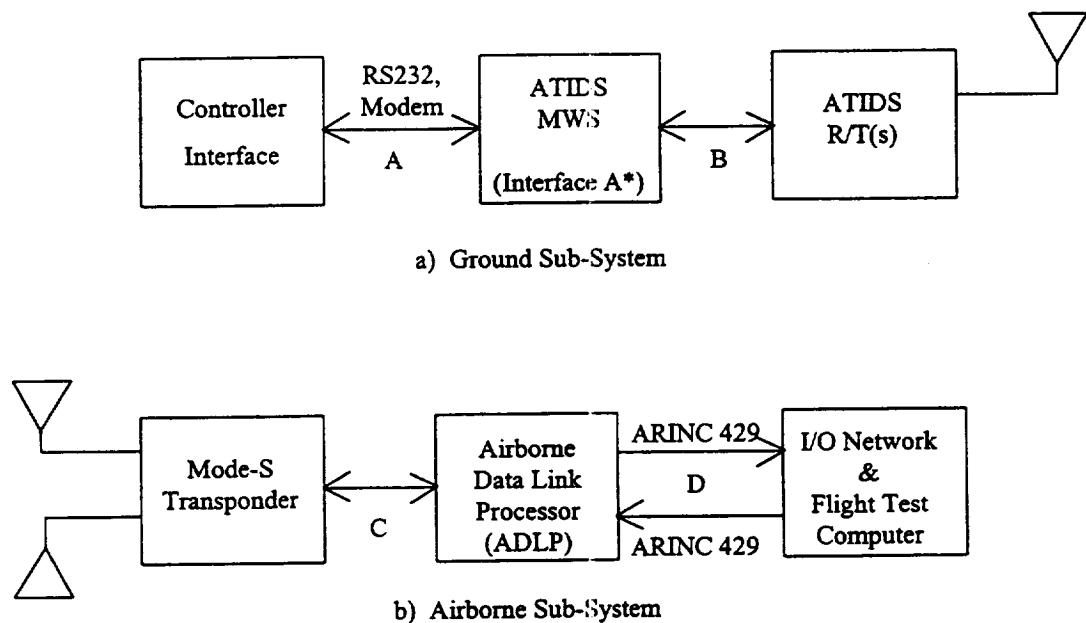 Controller
Interface
RS232,
Modem
A
ATIDS
MWS
(Interface A*)
B
ATIDS
R/T(s)
a) Ground Sub-System
Mode-S
Transponder
C
Airborne
Data Link
Processor
(ADLP)
ARINC 429
D
ARINC 429
I/O Network
&
Flight Test
Computer
b) Airborne Sub-System